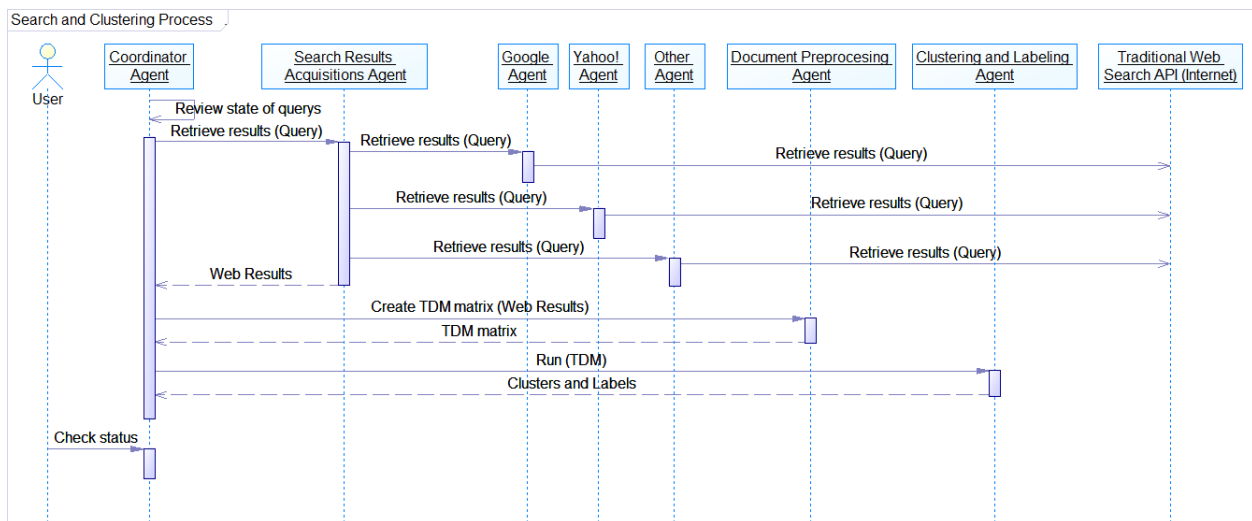 Search and Clustering Process
User
Coordinator
Agent
Search Results
Acquisitions Agent
Google
Agent
Yahoo!
Agent
Other
Agent
Document Preprocesing
Agent
Clustering and Labeling
Agent
Traditional Web
Search API (Internet)
Review state of querys
Retrieve results (Query)
Retrieve results (Query)
Retrieve results (Query)
Retrieve results (Query)
Retrieve results (Query)
Retrieve results (Query)
Retrieve results (Query)
Web Results
Create TDM matrix (Web Results)
TDM matrix
Run (TDM)
Clusters and Labels
Check status